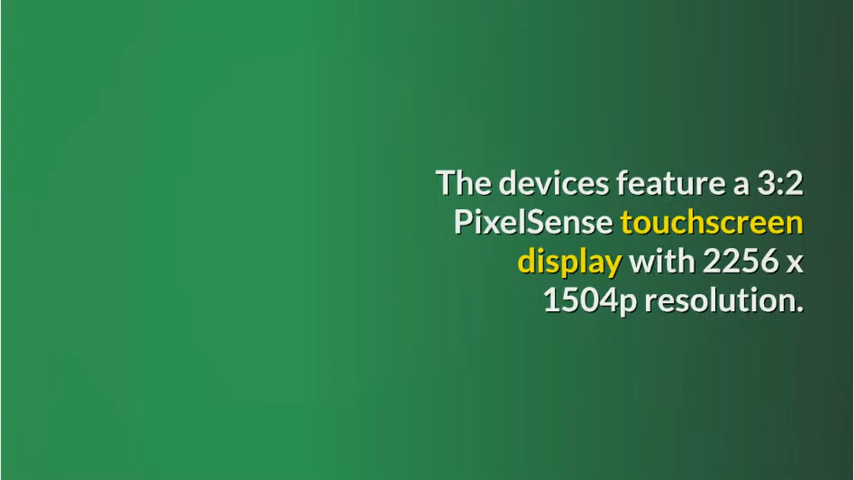 The devices feature a 3:2
PixelSense touchscreen
display with 2256 x
1504p resolution.